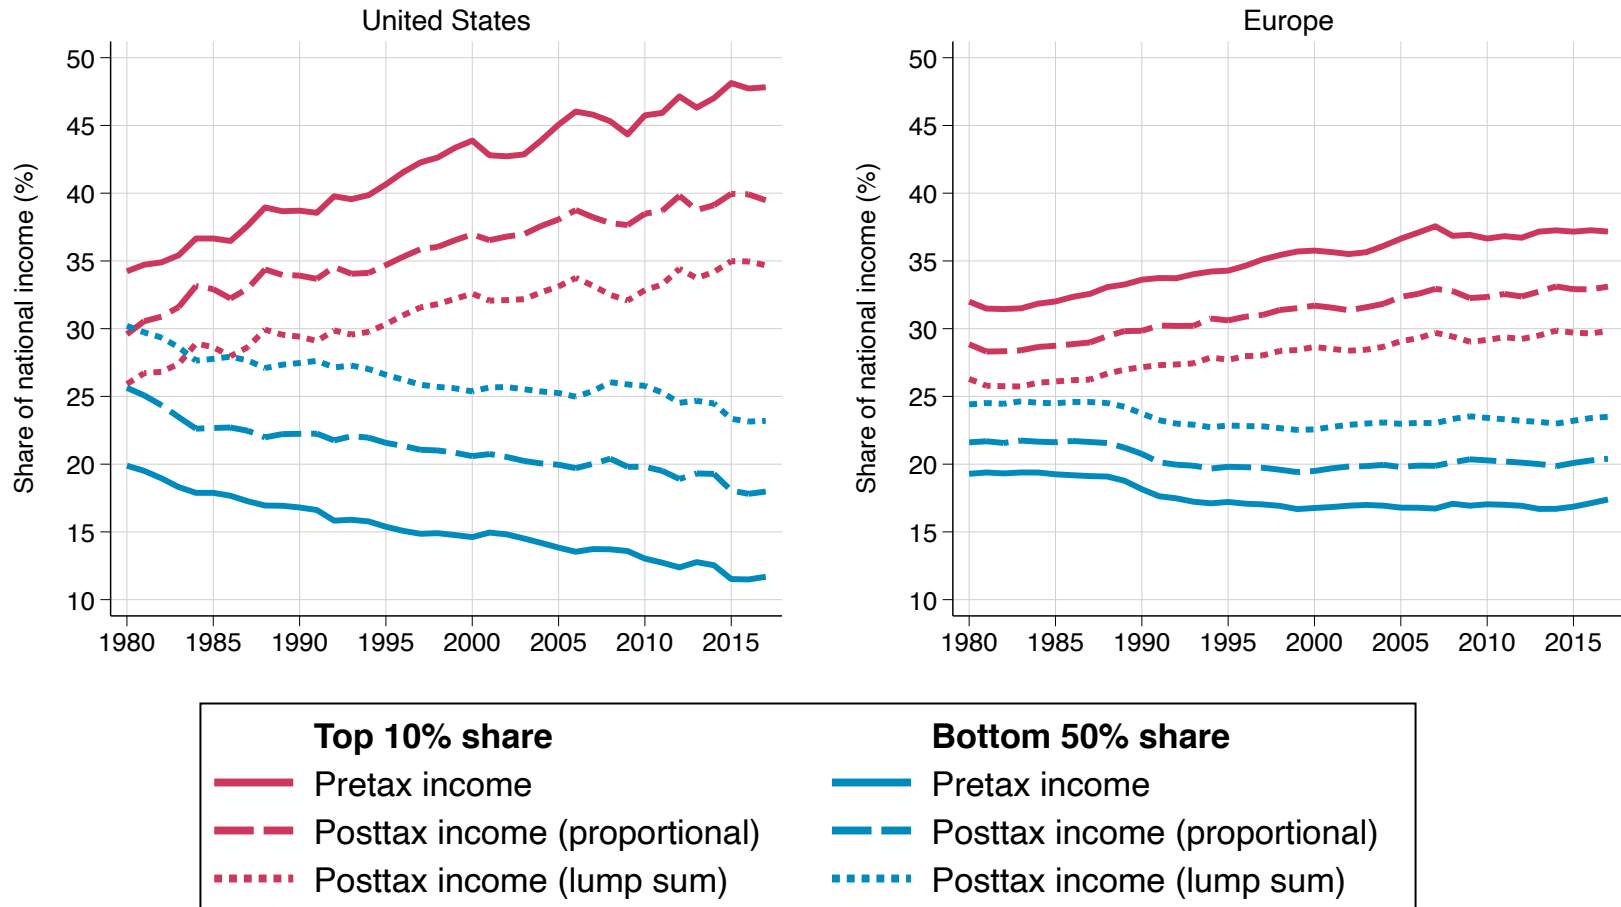 United States
Europe
Share of national income (%)
50
45
40
35
30
25
20
15
10
1980 1985 1990 1995 2000 2005 2010 2015
Share of national income (%)
50
45
40
35
30
25
20
15
10
1980 1985 1990 1995 2000 2005 2010 2015
Top 10% share
Pretax income
Posttax income (proportional)
Posttax income (lump sum)
Bottom 50% share
Pretax income
Posttax income (proportional)
Posttax income (lump sum)